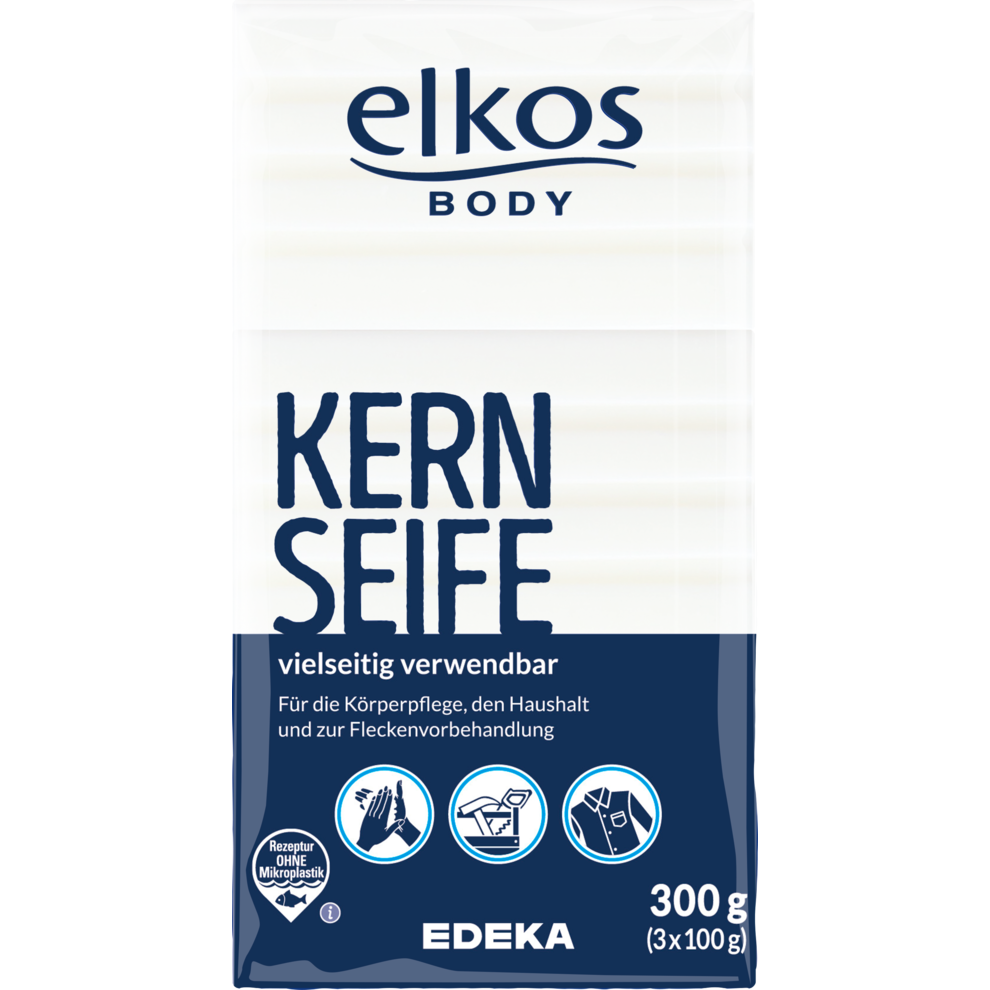 elkos
BODY
KERN
SEIFE
vielseitig verwendbar
Für die Körperpflege, den Haushalt
und zur Fleckenvorbehandlung
Rezeptur
OHNE
Mikroplastik
i
EDEKA
300 g
(3 x 100 g)